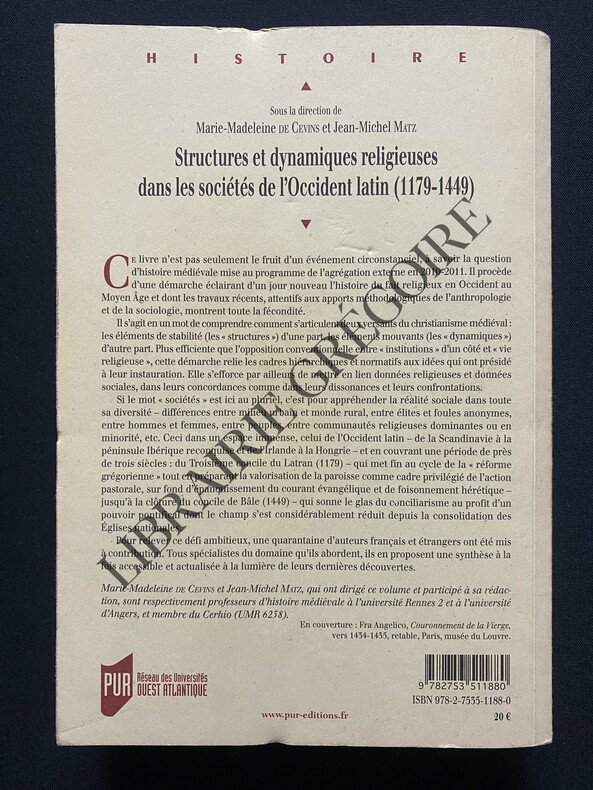 HISTOIRE
Sous la direction de
Marie-Madeleine DE CEVINS et Jean-Michel MATZ
Structures et dynamiques religieuses
dans les sociétés de l'Occident latin (1179-1449)
CE livre n'est pas seulement le fruit d'un événement circonstanciel, à savoir la question
d'histoire médiévale mise au programme de l'agrégation externe en 2010-2011. Il procède
d'une démarche éclairant d'un jour nouveau l'histoire du fait religieux en Occident au
Moyen Âge et dont les travaux récents, attentifs aux apports méthodologiques de l'anthropologie
et de la sociologie, montrent toute la fécondité.
Il s'agit en un mot de comprendre comment s'articulent deux versants du christianisme médiéval :
les éléments de stabilité (les « structures ») d'une part, les éléments mouvants (les « dynamiques »)
d'autre part. Plus efficiente que l'opposition conventionnelle entre « institutions » d'un côté et « vie
religieuse », cette démarche relie les cadres hiérarchiques et normatifs aux idées qui ont présidé
à leur instauration. Elle s'efforce par ailleurs de mettre en lien données religieuses et données
sociales, dans leurs concordances comme dans leurs dissonances et leurs confrontations.
Si le mot « sociétés » est ici au pluriel, c'est pour appréhender la réalité sociale dans toute
sa diversité – différences entre milieu urbain et monde rural, entre élites et foules anonymes,
entre hommes et femmes, entre peuples, entre communautés religieuses dominantes ou en
minorité, etc. Ceci dans un espace immense, celui de l'Occident latin – de la Scandinavie à la
péninsule Ibérique reconquise et de l'Irlande à la Hongrie – et en couvrant une période de près
de trois siècles : du Troisième concile du Latran (1179) – qui met fin au cycle de la « réforme
grégorienne » tout en préparant la valorisation de la paroisse comme cadre privilégié de l'action
pastorale, sur fond d'épanouissement du courant évangélique et de foisonnement hérétique –
jusqu'à la clôture du concile de Bâle (1449) – qui sonne le glas du conciliarisme au profit d'un
pouvoir pontifical dont le champ s'est considérablement réduit depuis la consolidation des
Églises nationales.
Pour relever ce défi ambitieux, une quarantaine d'auteurs français et étrangers ont été mis
à contribution. Tous spécialistes du domaine qu'ils abordent, ils en proposent une synthèse à la
fois accessible et actualisée à la lumière de leurs dernières découvertes.
Marie-Madeleine DE CEVINS et Jean-Michel MATZ, qui ont dirigé ce volume et participé à sa rédac-
tion, sont respectivement professeurs d'histoire médiévale à l'université Rennes 2 et à l'université
d'Angers, et membre du Cerhio (UMR 6258).
En couverture : Fra Angelico, Couronnement de la Vierge,
vers 1434-1435, retable, Paris, musée du Louvre.
PUR
Réseau des Universités
OUEST ATLANTIQUE
www.pur-editions.fr
9 782753 511880
ISBN 978-2-7535-1188-0
20 €
LIBRAIRIE GRÉGOIRE